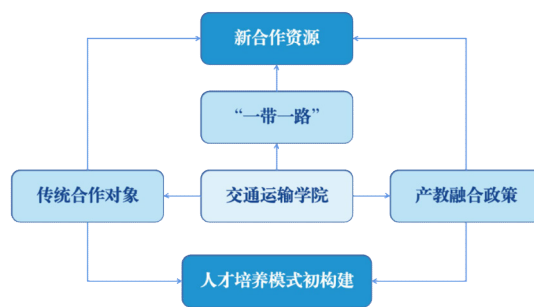 新合作资源
“一带一路”
传统合作对象
交通运输学院
产教融合政策
人才培养模式初构建